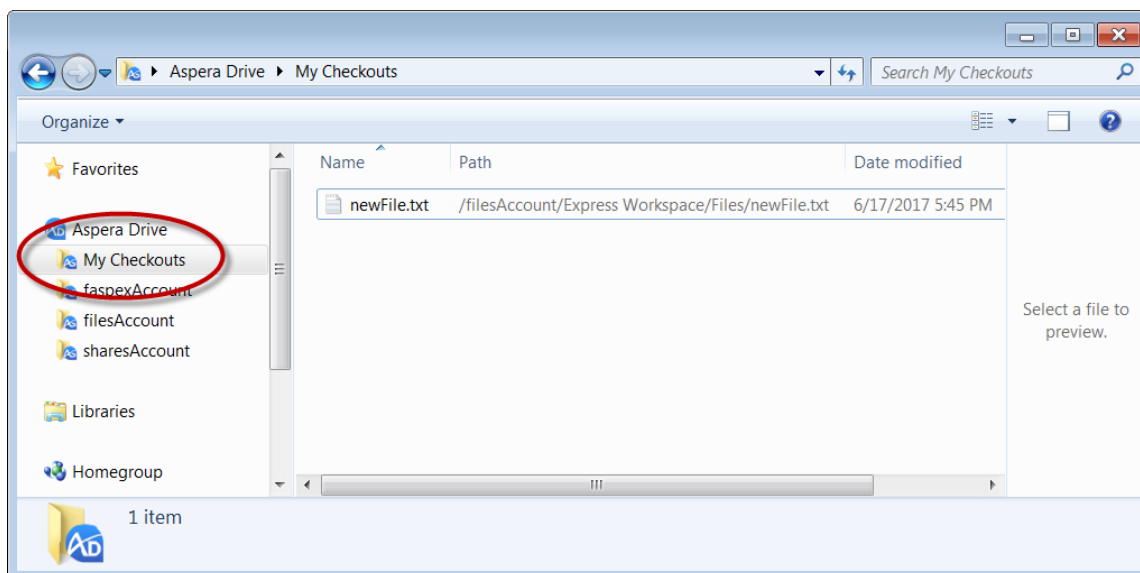 Aspera Drive My Checkouts
Search My Checkouts
Organize
Favorites
Aspera Drive
My Checkouts
faspexAccount
filesAccount
sharesAccount
Libraries
Homegroup
Name Path Date modified
newFile.txt /filesAccount/Express Workspace/Files/newFile.txt 6/17/2017 5:45 PM
Select a file to
preview.
1 item